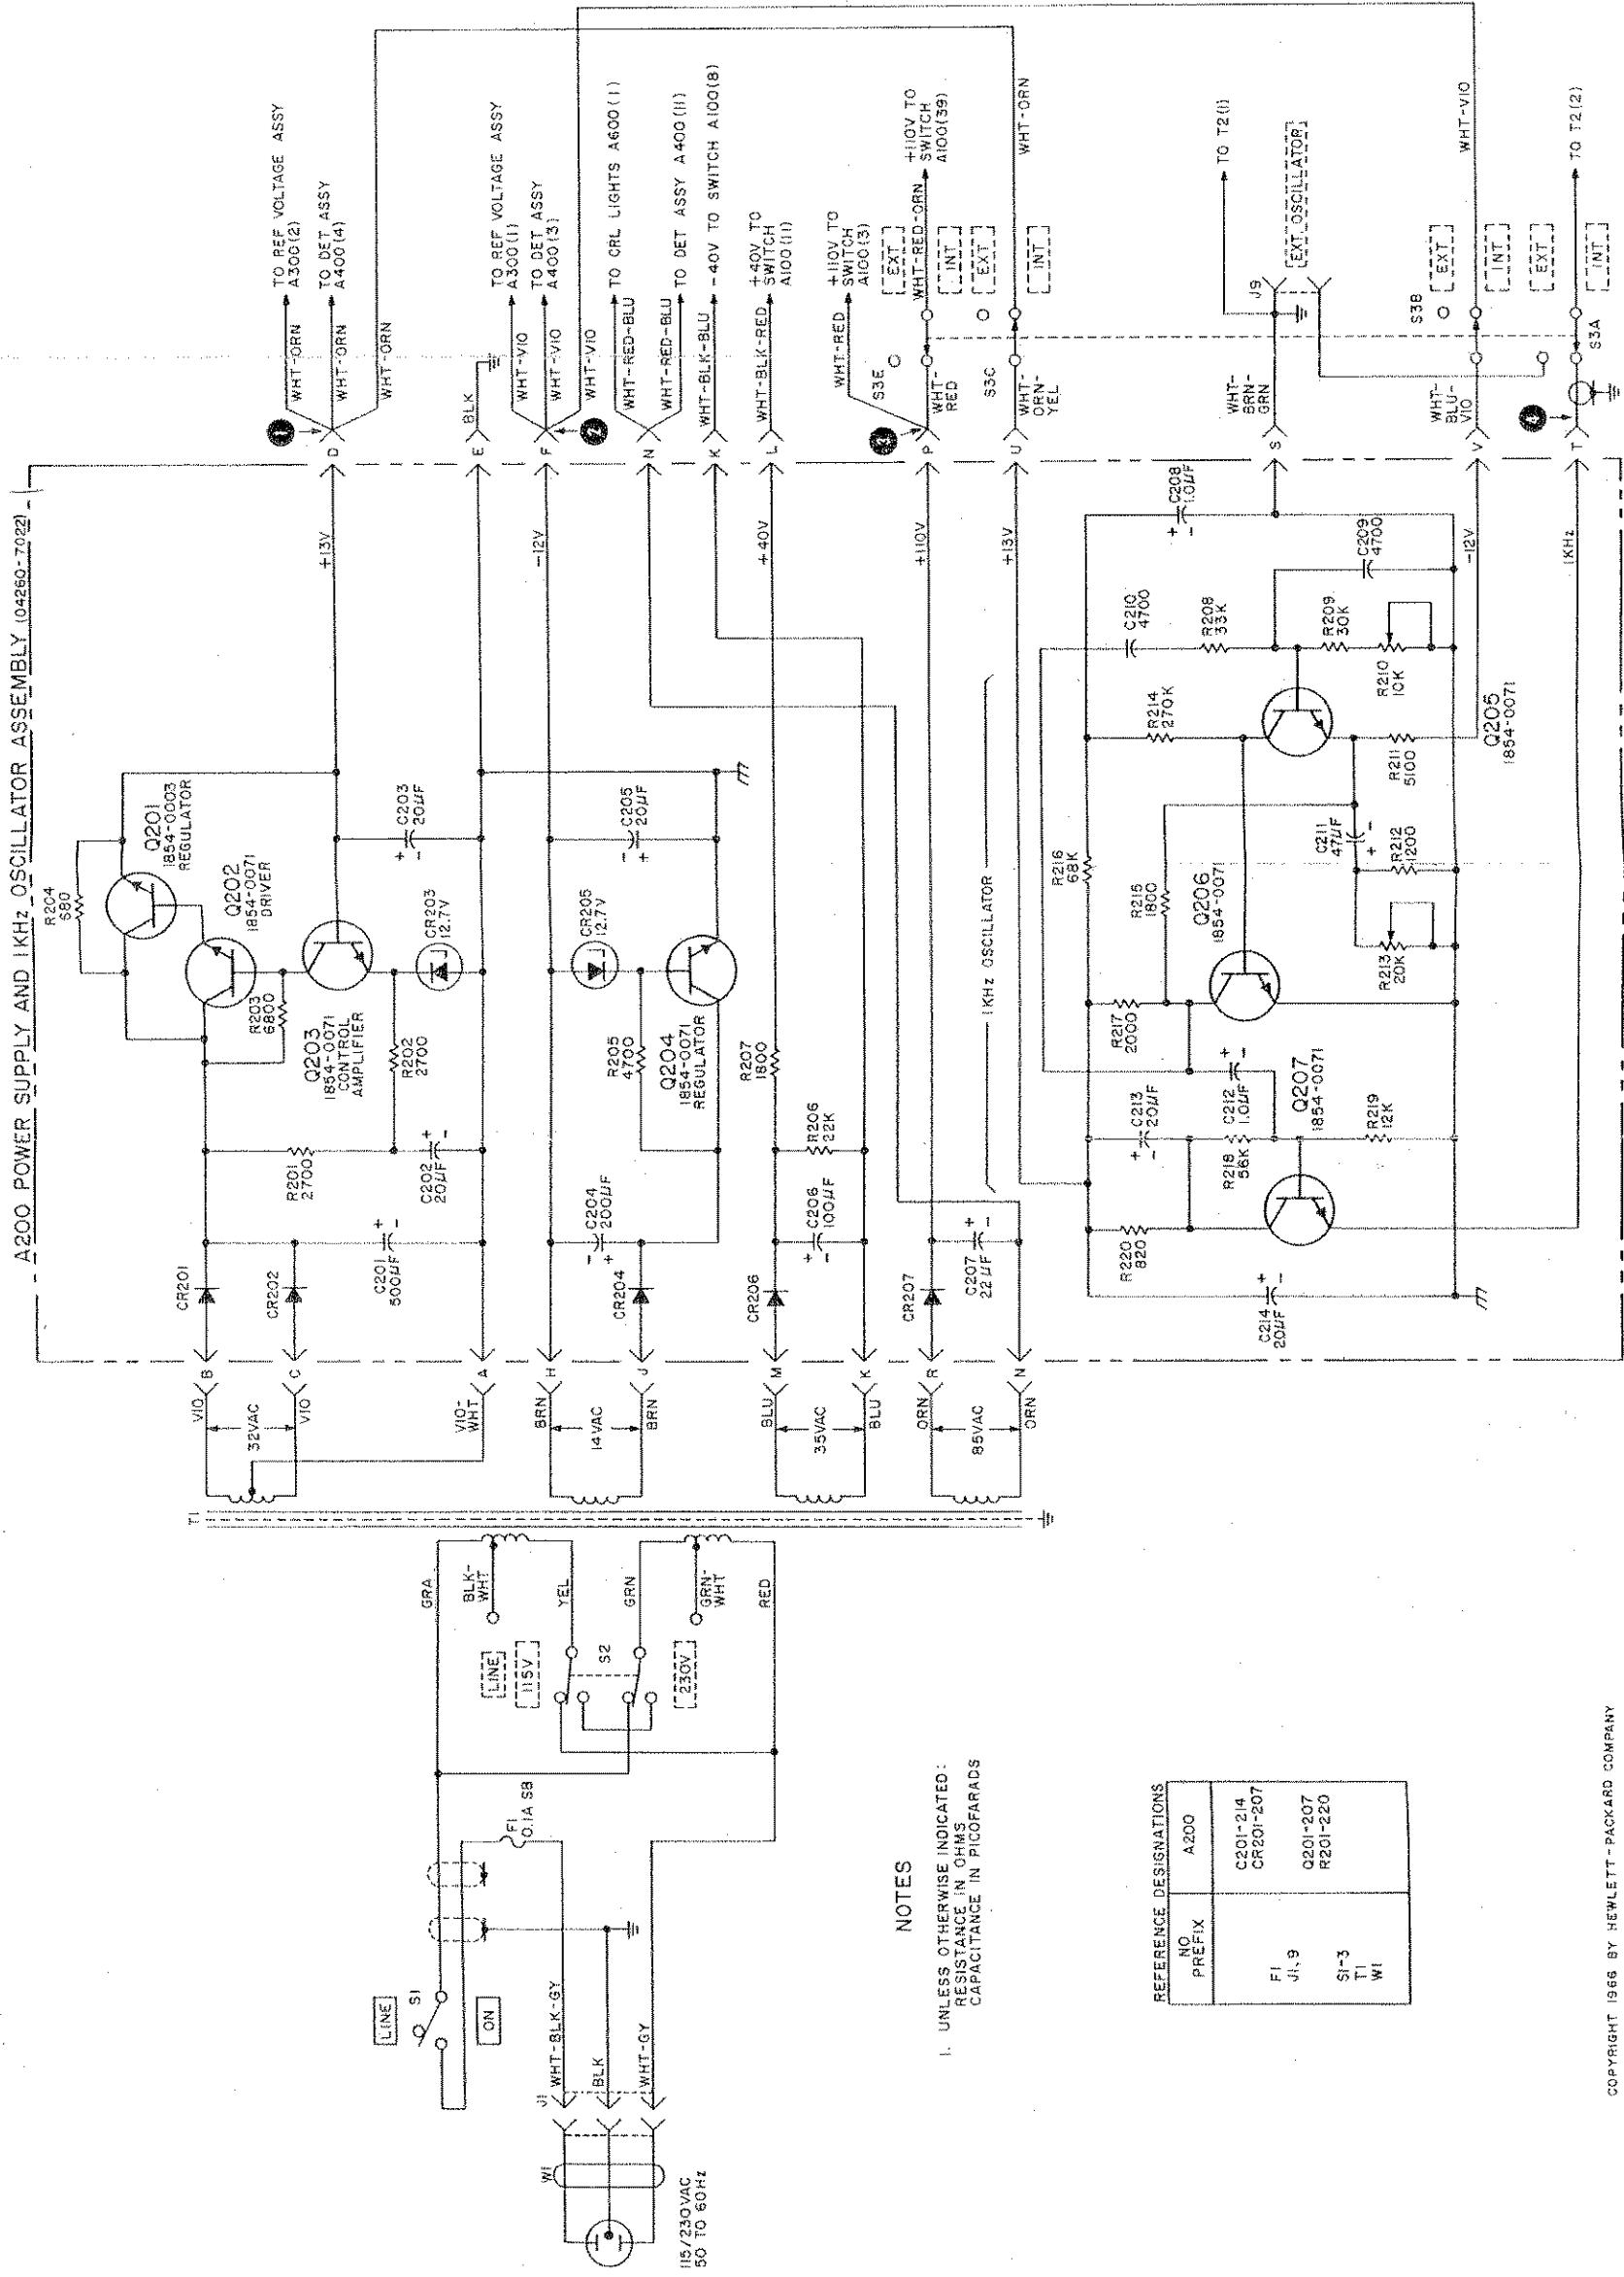 A200 POWER SUPPLY AND 1KHz OSCILLATOR ASSEMBLY (04260-7022)
115/230VAC
50 TO 60Hz
W1
J1
WHT-BLK-GY
BLK
WHT-GY
LINE
S1
ON
F1
0.1A SB
GRA
BLK-
WHT
YEL
GRN
GRN-
WHT
RED
LINE
115V
S2
230V
T1
VIO
32VAC
VIO
VIO-
WHT
BRN
14VAC
BRN
BLU
35VAC
BLU
ORN
85VAC
ORN
B
C
A
H
J
M
K
R
N
CR201
CR202
C201
500µF
+
-
R201
2700
C202
20µF
+
-
R202
2700
R203
6800
R204
680
Q201
1854-0003
REGULATOR
Q202
1854-0071
DRIVER
Q203
1854-0071
CONTROL
AMPLIFIER
CR203
12.7V
C203
20µF
+
-
+13V
CR204
C204
200µF
-
+
R205
4700
Q204
1854-0071
REGULATOR
CR205
12.7V
C205
20µF
-
+
-12V
CR206
C206
100µF
+
-
R206
22K
R207
1800
+40V
CR207
C207
22µF
+
-
+110V
1KHz OSCILLATOR
+13V
C214
20µF
+
-
R220
820
C213
20µF
+
-
R218
56K
C212
1.0µF
+
-
Q207
1854-0071
R219
12K
R217
2000
R215
1800
Q206
1854-0071
R216
68K
R213
20K
R212
1200
C211
47µF
-
+
R211
5100
Q205
1854-0071
R214
270K
C210
4700
R208
33K
R209
30K
R210
10K
C209
4700
C208
1.0µF
+
-
-12V
1KHz
D
E
F
N
K
L
P
U
S
V
T
1
2
3
4
WHT-ORN
TO REF VOLTAGE ASSY
A300(2)
WHT-ORN
TO DET ASSY
A400(4)
WHT-ORN
BLK
WHT-VIO
TO REF VOLTAGE ASSY
A300(1)
WHT-VIO
TO DET ASSY
A400(3)
WHT-VIO
WHT-RED-BLU
TO CRL LIGHTS A600(1)
WHT-RED-BLU
TO DET ASSY A400(11)
WHT-BLK-BLU
-40V TO SWITCH A100(8)
WHT-BLK-RED
+40V TO
SWITCH
A100(11)
WHT-RED
+110V TO
SWITCH
A100(3)
S3E
EXT
WHT-
RED
WHT-RED-ORN
+110V TO
SWITCH
A100(39)
INT
S3C
EXT
WHT-
ORN-
YEL
WHT-ORN
INT
TO T2(1)
WHT-
BRN-
GRN
J9
EXT OSCILLATOR
S3B
EXT
WHT-
BLU-
VIO
WHT-VIO
INT
EXT
TO T2(2)
S3A
INT
NOTES
1. UNLESS OTHERWISE INDICATED:
RESISTANCE IN OHMS
CAPACITANCE IN PICOFARADS
REFERENCE DESIGNATIONS
NO
PREFIX
A200
F1
J1,9
S1-3
T1
W1
C201-214
CR201-207
Q201-207
R201-220
COPYRIGHT 1966 BY HEWLETT-PACKARD COMPANY